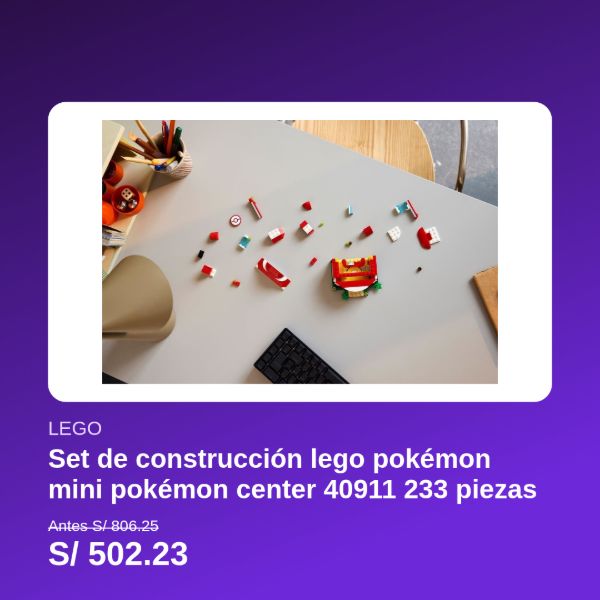 LEGO
Set de construcción lego pokémon
mini pokémon center 40911 233 piezas
Antes S/ 806.25
S/ 502.23